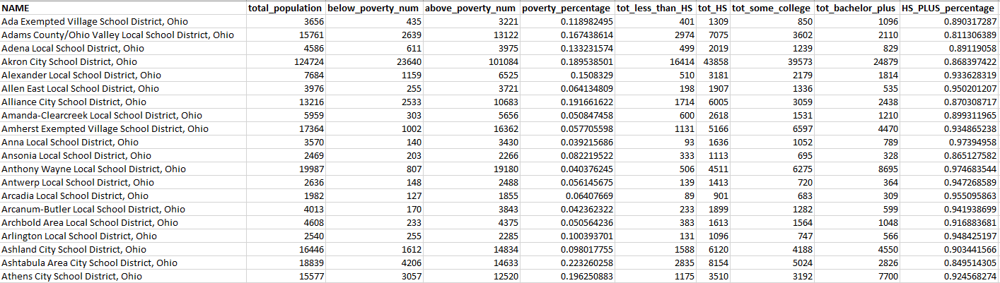 NAME total_population below_poverty_num above_poverty_num poverty_percentage tot_less_than_HS tot_HS tot_some_college tot_bachelor_plus HS_PLUS_percentage
Ada Exempted Village School District, Ohio 3656 435 3221 0.118982495 401 1309 850 1096 0.890317287
Adams County/Ohio Valley Local School District, Ohio 15761 2639 13122 0.167438614 2974 7075 3602 2110 0.811306389
Adena Local School District, Ohio 4586 611 3975 0.133231574 499 2019 1239 829 0.89119058
Akron City School District, Ohio 124724 23640 101084 0.189538501 16414 43858 39573 24879 0.868397422
Alexander Local School District, Ohio 7684 1159 6525 0.1508329 510 3181 2179 1814 0.933628319
Allen East Local School District, Ohio 3976 255 3721 0.064134809 198 1907 1336 535 0.950201207
Alliance City School District, Ohio 13216 2533 10683 0.191661622 1714 6005 3059 2438 0.870308717
Amanda-Clearcreek Local School District, Ohio 5959 303 5656 0.050847458 600 2618 1531 1210 0.899311965
Amherst Exempted Village School District, Ohio 17364 1002 16362 0.057705598 1131 5166 6597 4470 0.934865238
Anna Local School District, Ohio 3570 140 3430 0.039215686 93 1636 1052 789 0.97394958
Ansonia Local School District, Ohio 2469 203 2266 0.082219522 333 1113 695 328 0.865127582
Anthony Wayne Local School District, Ohio 19987 807 19180 0.040376245 506 4511 6275 8695 0.974683544
Antwerp Local School District, Ohio 2636 148 2488 0.056145675 139 1413 720 364 0.947268589
Arcadia Local School District, Ohio 1982 127 1855 0.06407669 89 901 683 309 0.955095863
Arcanum-Butler Local School District, Ohio 4013 170 3843 0.042362322 233 1899 1282 599 0.941938699
Archbold Area Local School District, Ohio 4608 233 4375 0.050564236 383 1613 1564 1048 0.916883681
Arlington Local School District, Ohio 2540 255 2285 0.100393701 131 1096 747 566 0.948425197
Ashland City School District, Ohio 16446 1612 14834 0.098017755 1588 6120 4188 4550 0.903441566
Ashtabula Area City School District, Ohio 18839 4206 14633 0.223260258 2835 8154 5024 2826 0.849514305
Athens City School District, Ohio 15577 3057 12520 0.196250883 1175 3510 3192 7700 0.924568274